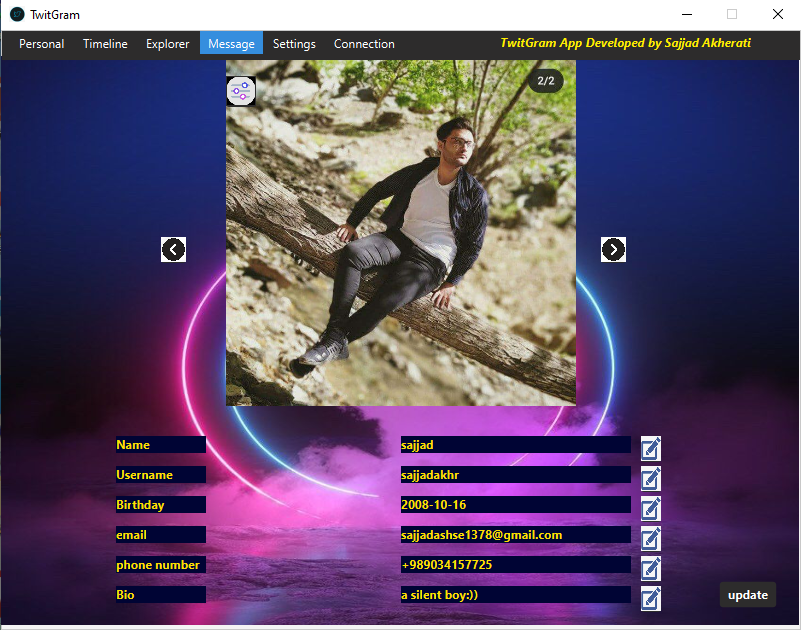 TwitGram
Personal Timeline Explorer Message Settings Connection TwitGram App Developed by Sajjad Akherati
2/2
Name sajjad
Username sajjadakhr
Birthday 2008-10-16
email sajjadashse1378@gmail.com
phone number +989034157725
Bio a silent boy:))
update